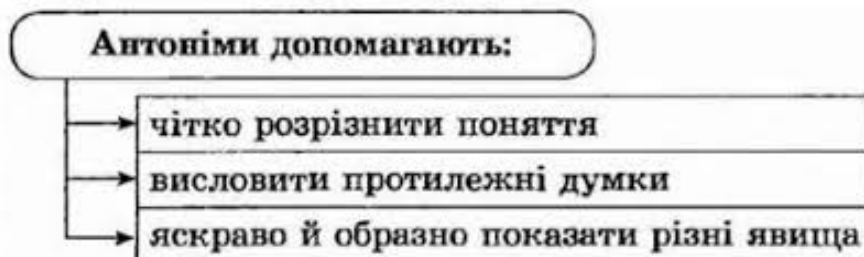 Антоніми допомагають:
чітко розрізнити поняття
висловити протилежні думки
яскраво й образно показати різні явища